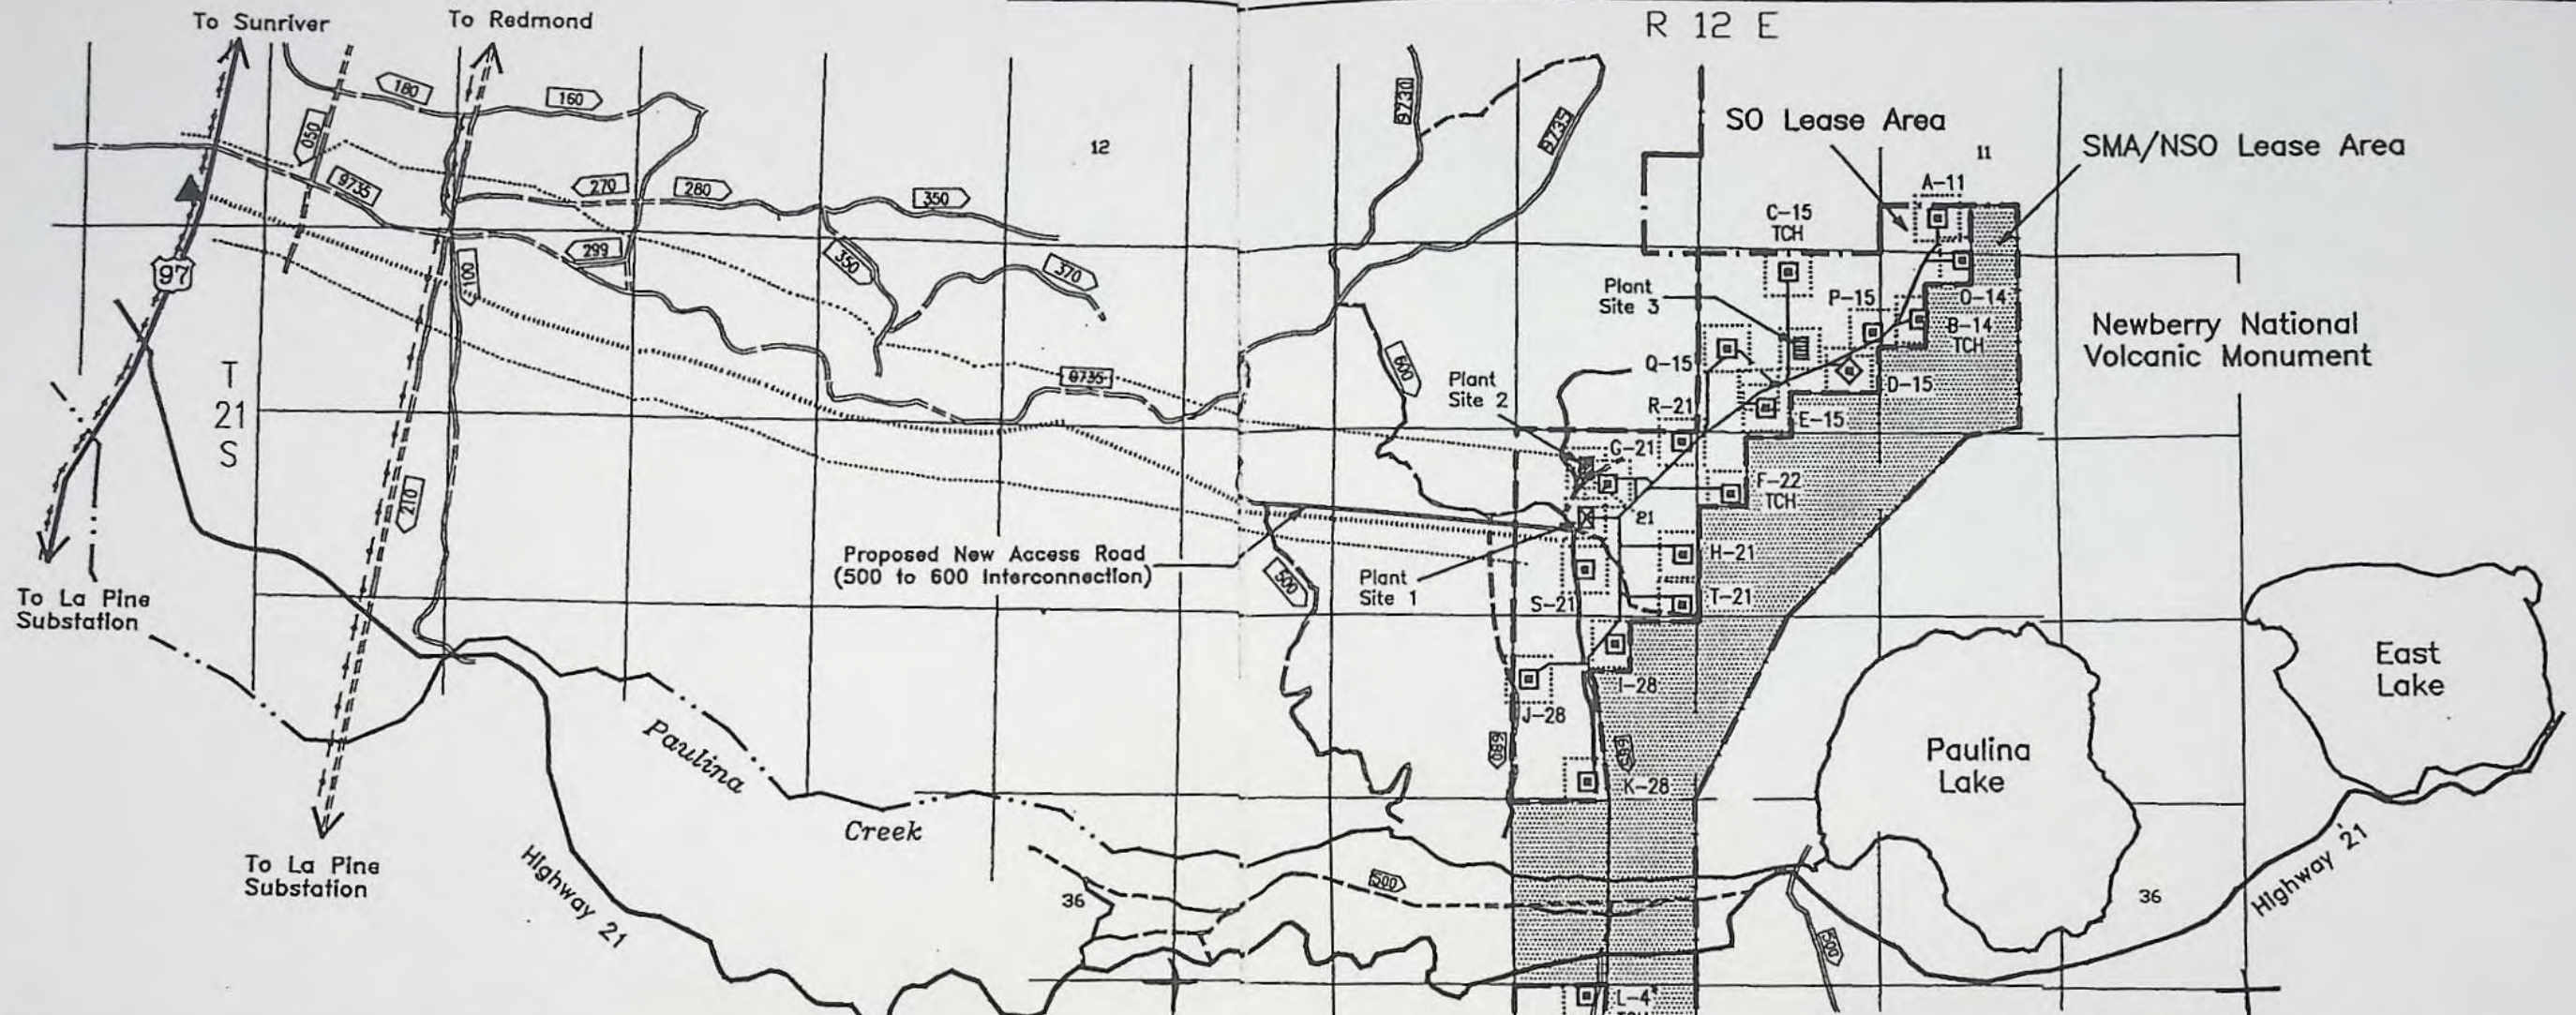 To Sunriver
To Redmond
R 12 E
180
160
9730
9735
050
12
SO Lease Area
11
SMA/NSO Lease Area
9735
270
280
350
A-11
C-15
TCH
299
350
370
97
100
Plant
Site 3
P-15
O-14
B-14
TCH
Newberry National
Volcanic Monument
T
21
S
Q-15
600
Plant
Site 2
D-15
R-21
E-15
G-21
F-22
TCH
210
21
Proposed New Access Road
(500 to 600 Interconnection)
H-21
500
Plant
Site 1
S-21
T-21
To La Pine
Substation
I-28
J-28
East
Lake
Paulina
Creek
680
Paulina
Lake
K-28
To La Pine
Substation
Highway 21
500
36
36
Highway 21
500
L-4